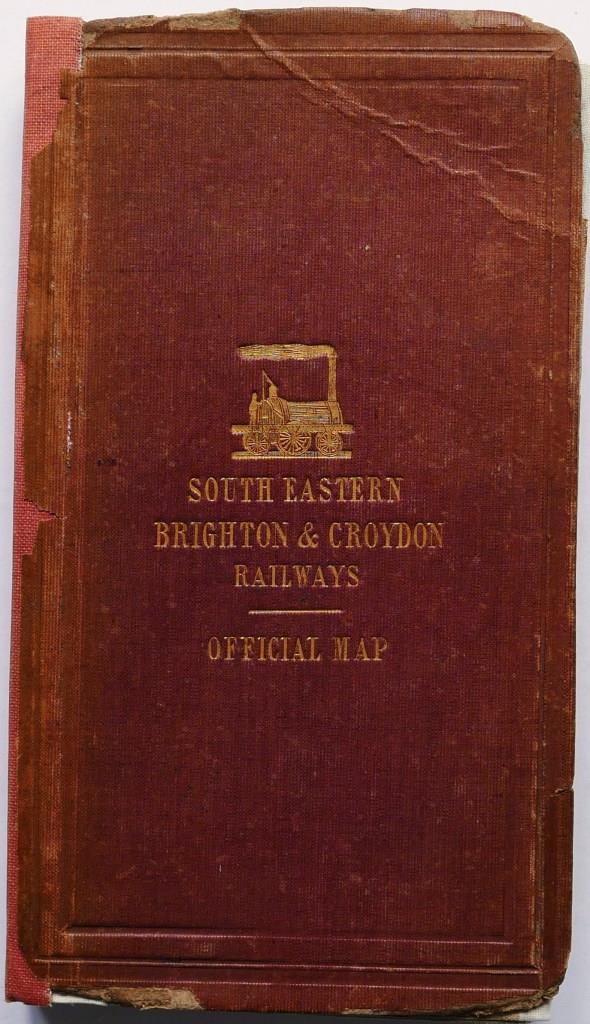 SOUTH EASTERN
BRIGHTON & CROYDON
RAILWAYS
OFFICIAL MAP